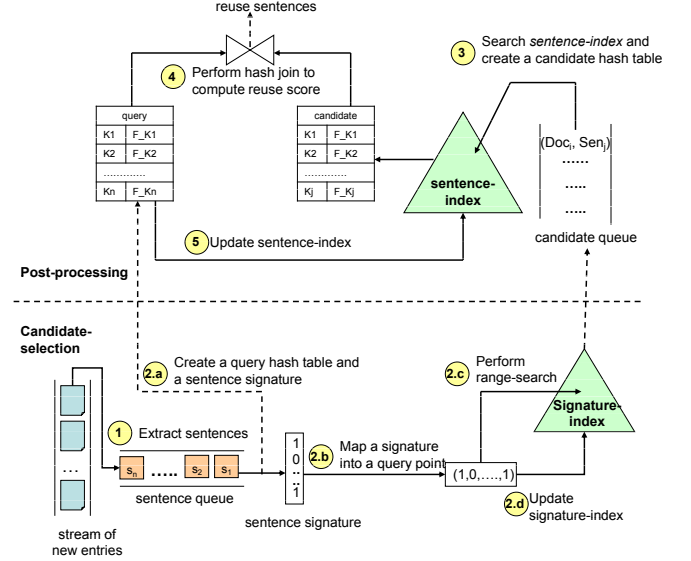 reuse sentences
3 Search sentence-index and
create a candidate hash table
4 Perform hash join to
compute reuse score
query
K1 F_K1
K2 F_K2
.............
Kn F_Kn
candidate
K1 F_K1
K2 F_K2
.............
Kj F_Kj
sentence-
index
(Doci, Senj)
......
.....
.....
candidate queue
5 Update sentence-index
Post-processing
Candidate-
selection
2.a Create a query hash table and
a sentence signature
2.c Perform
range-search
Signature-
index
1 Extract sentences
...
sn ..... s2 s1
sentence queue
1
0
..
..
1
sentence signature
2.b Map a signature
into a query point
(1,0,....,1)
2.d Update
signature-index
stream of
new entries